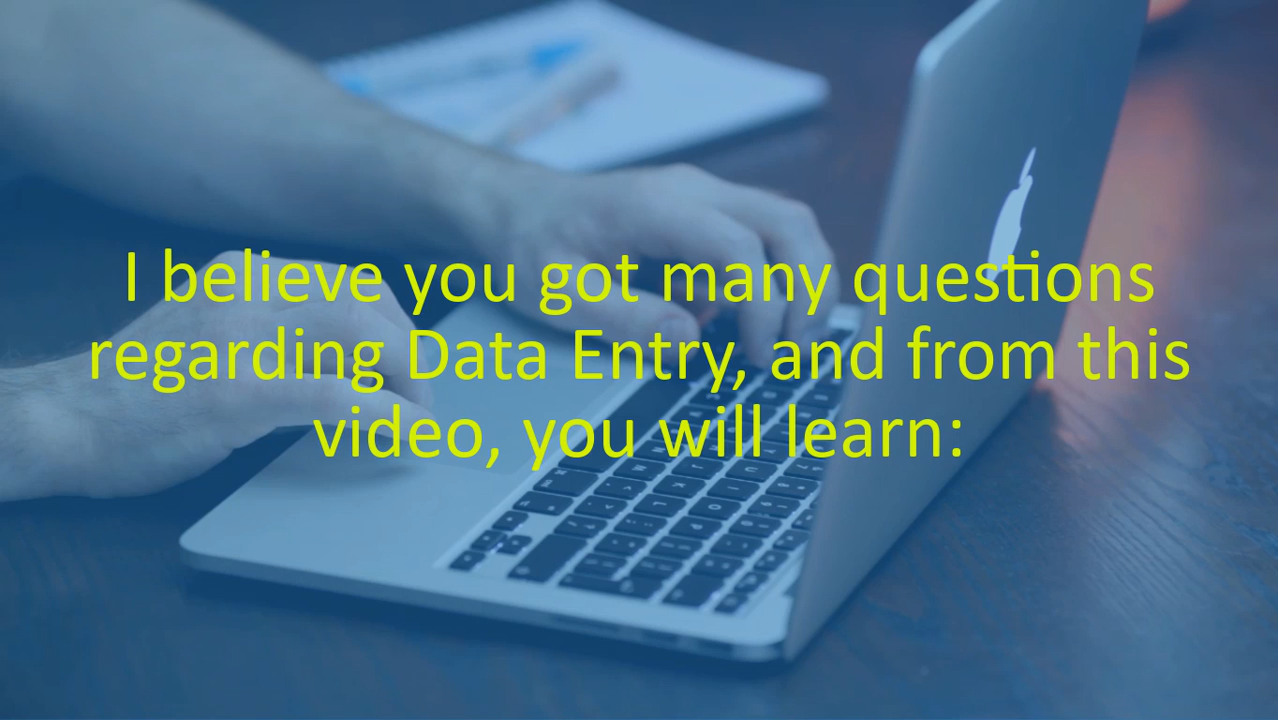 I believe you got many questions
regarding Data Entry, and from this
video, you will learn: